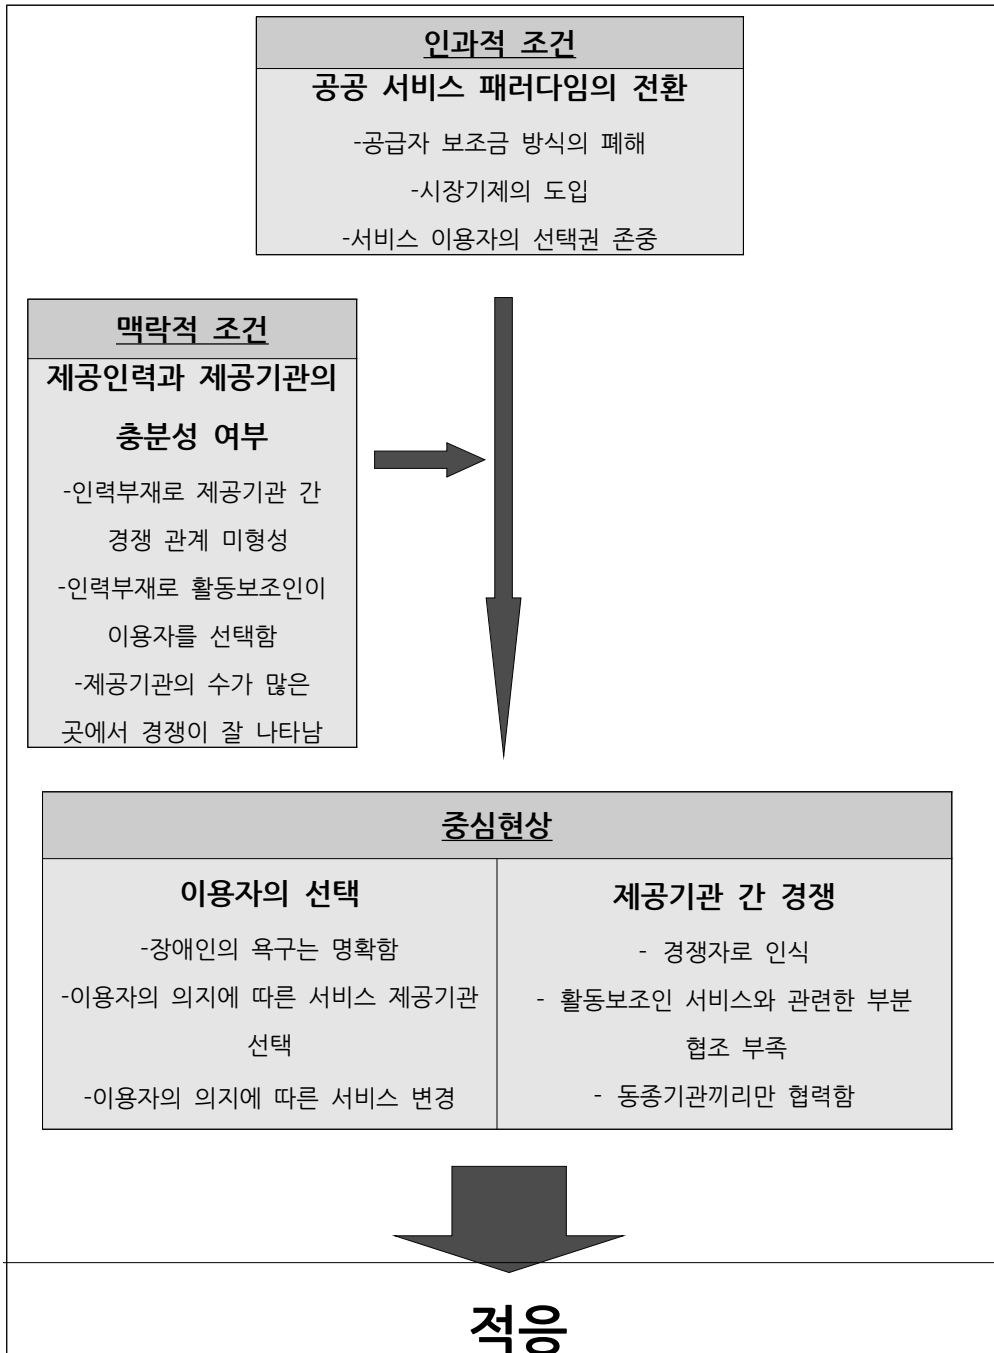 인과적 조건
공공 서비스 패러다임의 전환
-공급자 보조금 방식의 폐해
-시장기제의 도입
-서비스 이용자의 선택권 존중
맥락적 조건
제공인력과 제공기관의
충분성 여부
-인력부재로 제공기관 간
경쟁 관계 미형성
-인력부재로 활동보조인이
이용자를 선택함
-제공기관의 수가 많은
곳에서 경쟁이 잘 나타남
중심현상
이용자의 선택
-장애인의 욕구는 명확함
-이용자의 의지에 따른 서비스 제공기관
선택
-이용자의 의지에 따른 서비스 변경
제공기관 간 경쟁
- 경쟁자로 인식
- 활동보조인 서비스와 관련한 부분
협조 부족
- 동종기관끼리만 협력함
적응